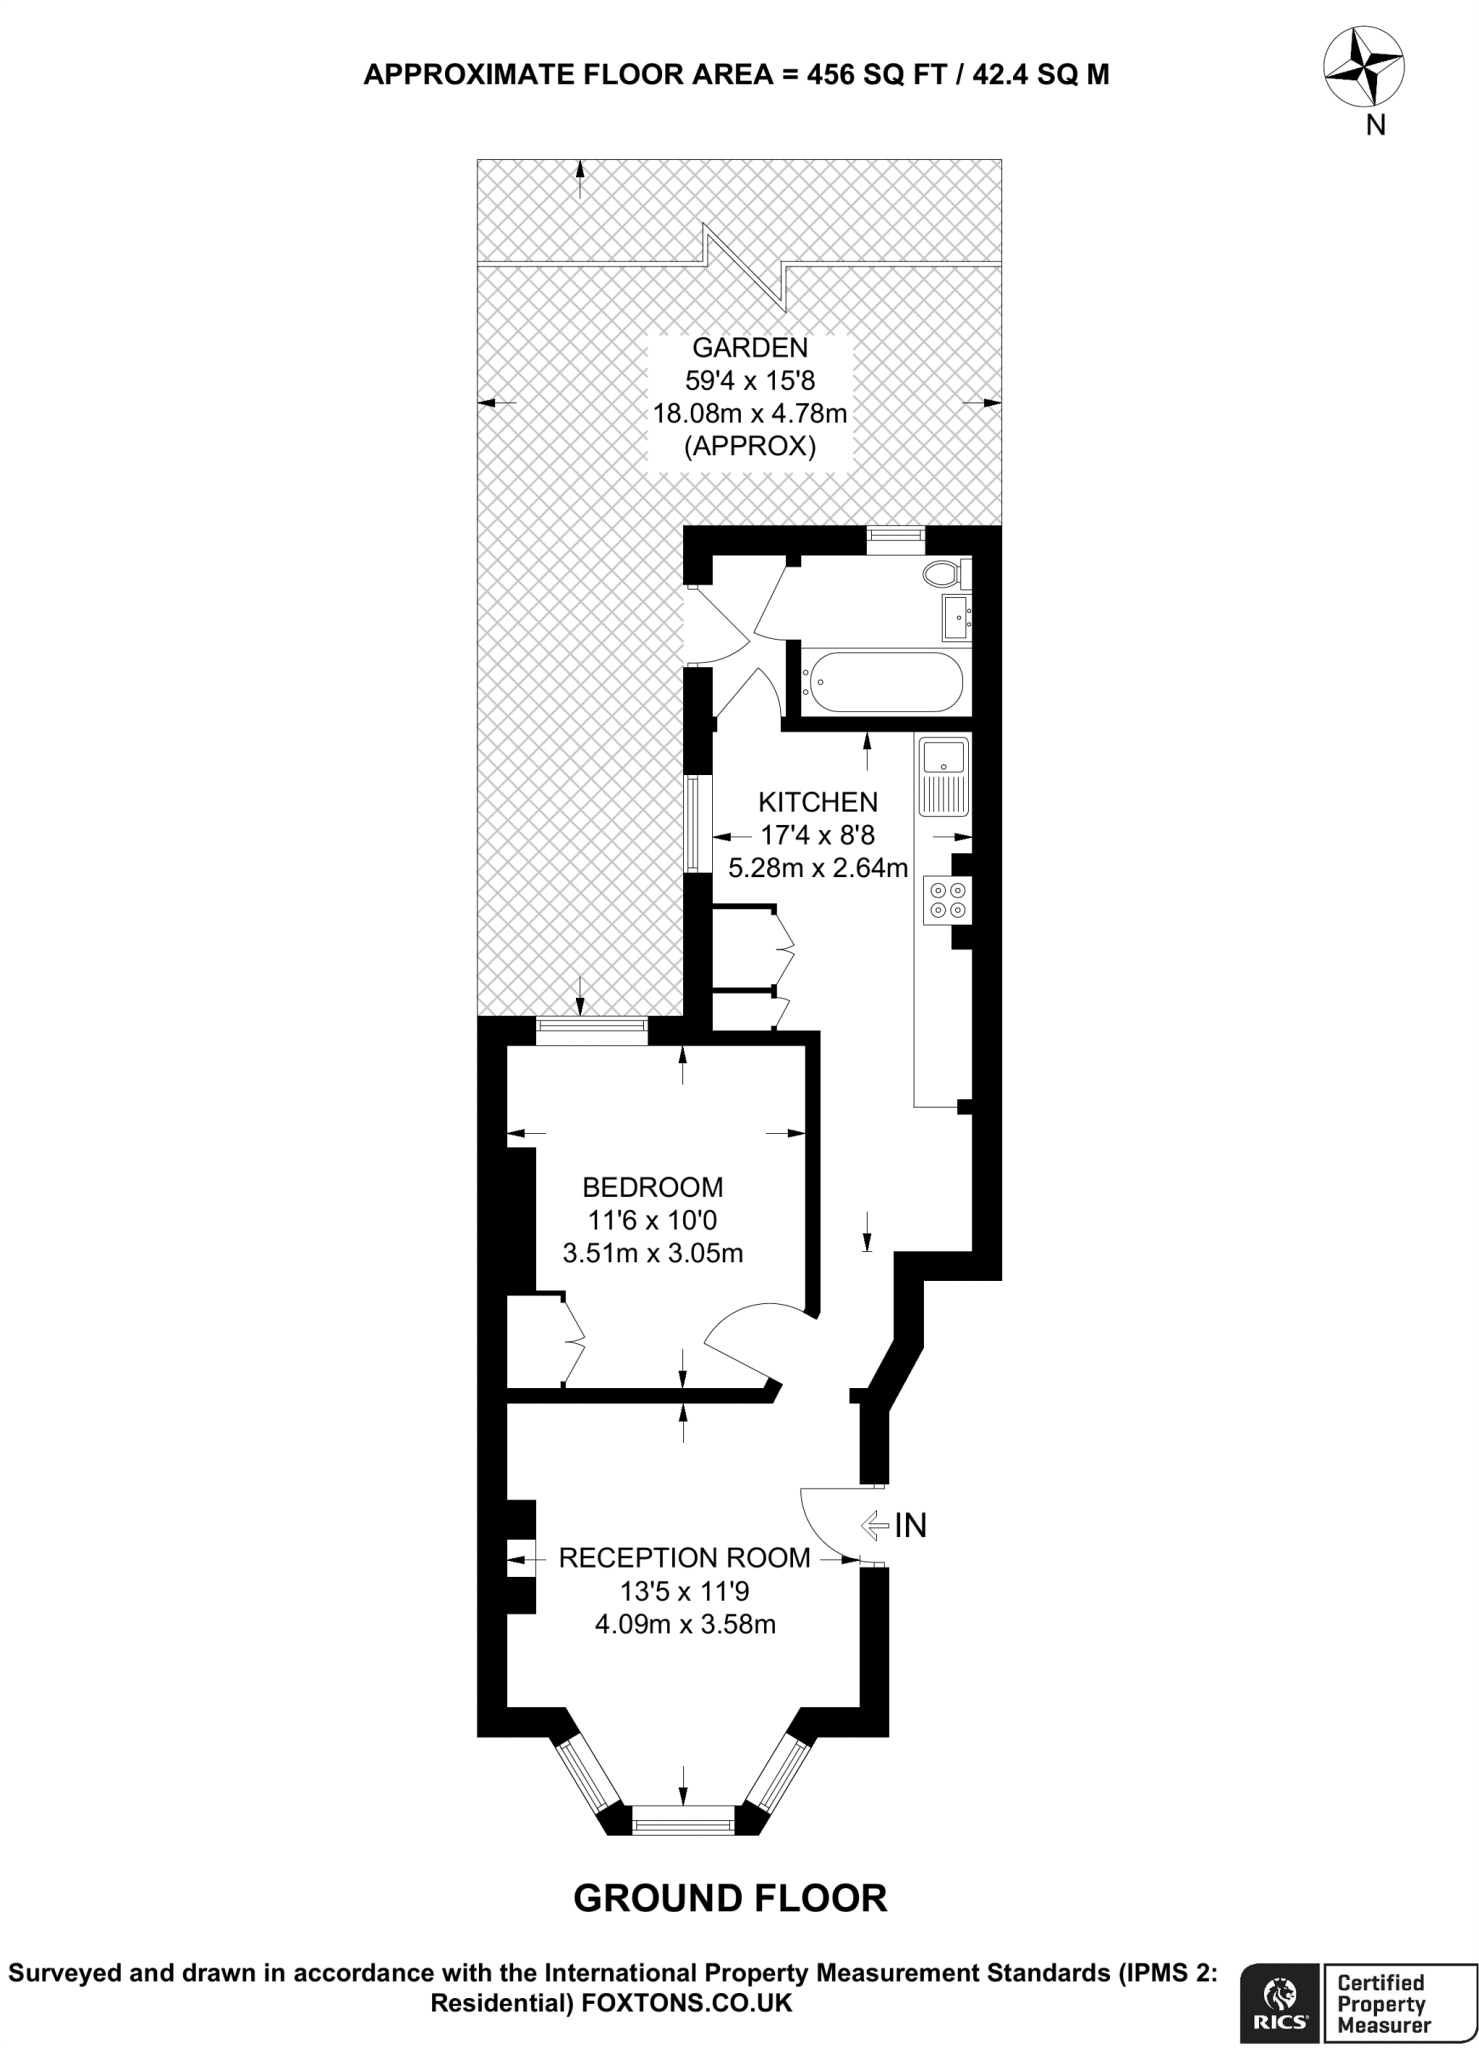 APPROXIMATE FLOOR AREA = 456 SQ FT / 42.4 SQ M
N
GARDEN
59'4 x 15'8
18.08m x 4.78m
(APPROX)
KITCHEN
17'4 x 8'8
5.28m x 2.64m
BEDROOM
11'6 x 10'0
3.51m x 3.05m
IN
RECEPTION ROOM
13'5 x 11'9
4.09m x 3.58m
GROUND FLOOR
Surveyed and drawn in accordance with the International Property Measurement Standards (IPMS 2:
Residential) FOXTONS.CO.UK
RICS
Certified
Property
Measurer